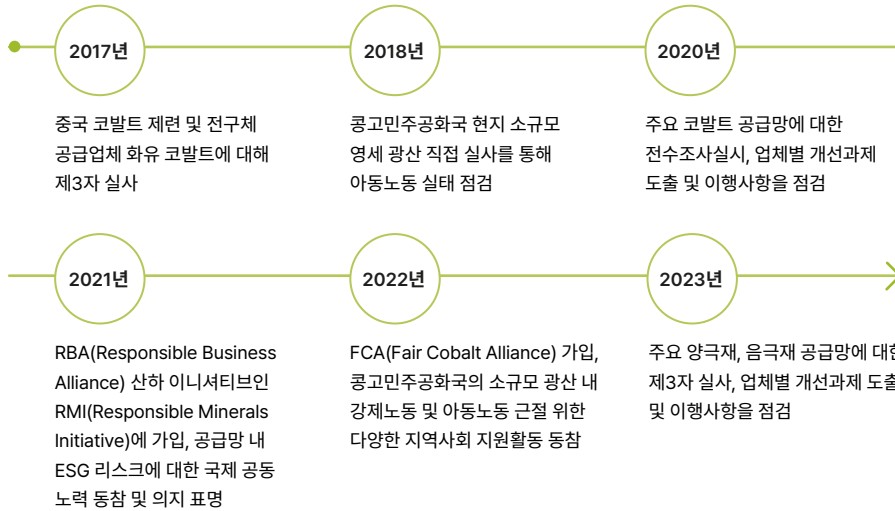 2017년
중국 코발트 제련 및 전구체
공급업체 화유 코발트에 대해
제3자 실사
2018년
콩고민주공화국 현지 소규모
영세 광산 직접 실사를 통해
아동노동 실태 점검
2020년
주요 코발트 공급망에 대한
전수조사실시, 업체별 개선과제
도출 및 이행사항을 점검
2021년
RBA(Responsible Business
Alliance) 산하 이니셔티브인
RMI(Responsible Minerals
Initiative)에 가입, 공급망 내
ESG 리스크에 대한 국제 공동
노력 동참 및 의지 표명
2022년
FCA(Fair Cobalt Alliance) 가입,
콩고민주공화국의 소규모 광산 내
강제노동 및 아동노동 근절 위한
다양한 지역사회 지원활동 동참
2023년
주요 양극재, 음극재 공급망에 대한
제3자 실사, 업체별 개선과제 도출
및 이행사항을 점검